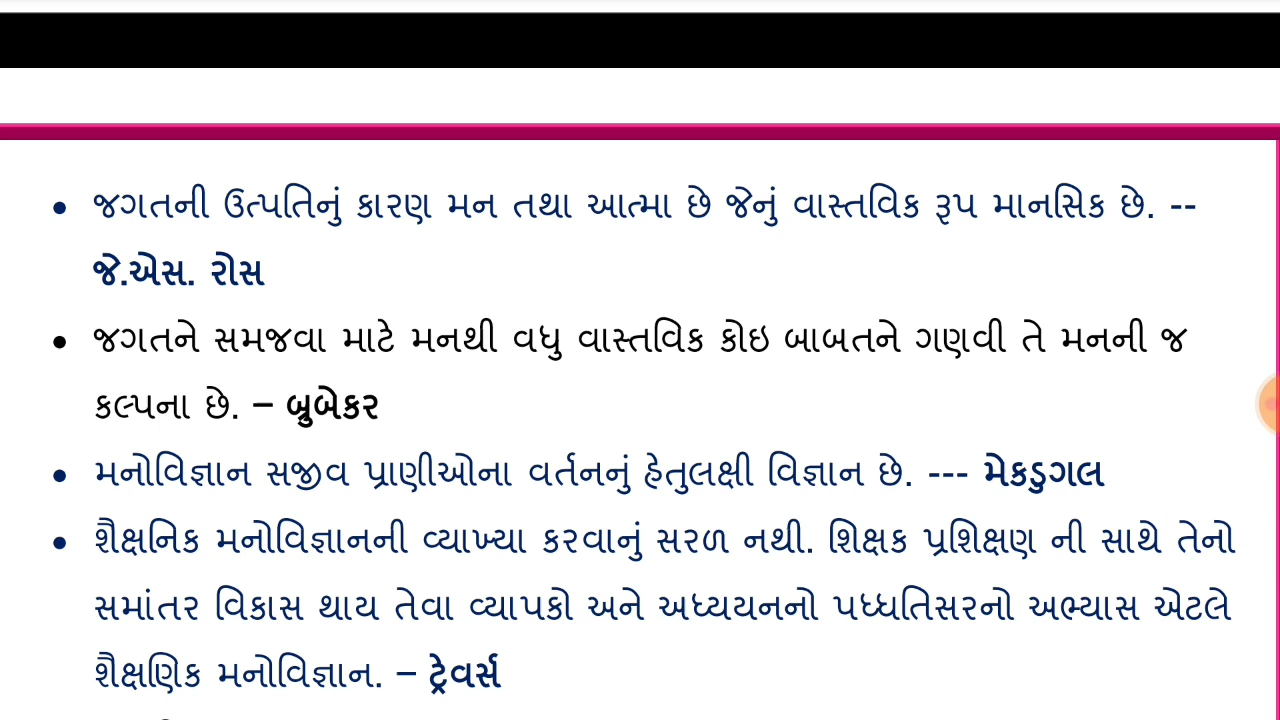 • જગતની ઉત્પતિનું કારણ મન તથા આત્મા છે જેનું વાસ્તવિક રૂપ માનસિક છે. --
જે.એસ. રોસ
• જગતને સમજવા માટે મનથી વધુ વાસ્તવિક કોઇ બાબતને ગણવી તે મનની જ
કલ્પના છે. – બ્રુબેકર
• મનોવિજ્ઞાન સજીવ પ્રાણીઓના વર્તનનું હેતુલક્ષી વિજ્ઞાન છે. --- મેકડુગલ
• શૈક્ષનિક મનોવિજ્ઞાનની વ્યાખ્યા કરવાનું સરળ નથી. શિક્ષક પ્રશિક્ષણ ની સાથે તેનો
સમાંતર વિકાસ થાય તેવા વ્યાપકો અને અધ્યયનનો પધ્ધતિસરનો અભ્યાસ એટલે
શૈક્ષણિક મનોવિજ્ઞાન. – ટ્રેવર્સ